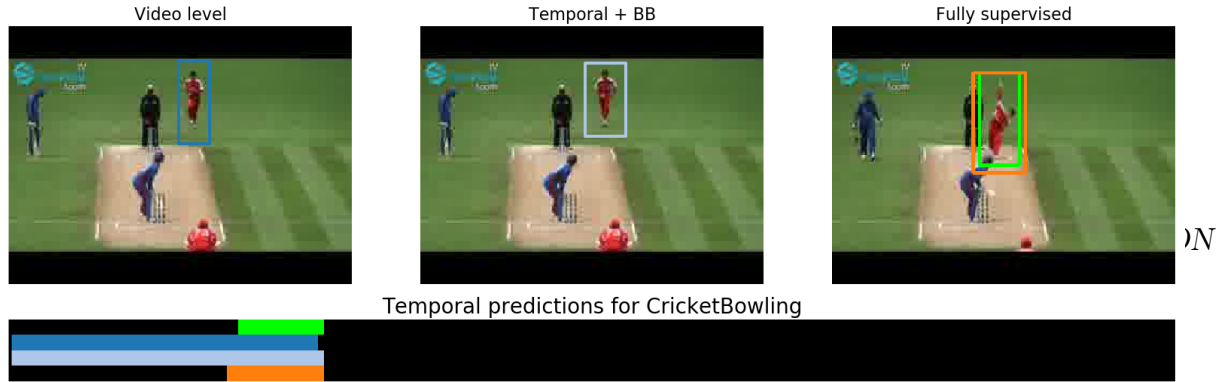 Video level
Temporal + BB
Fully supervised
Temporal predictions for CricketBowling